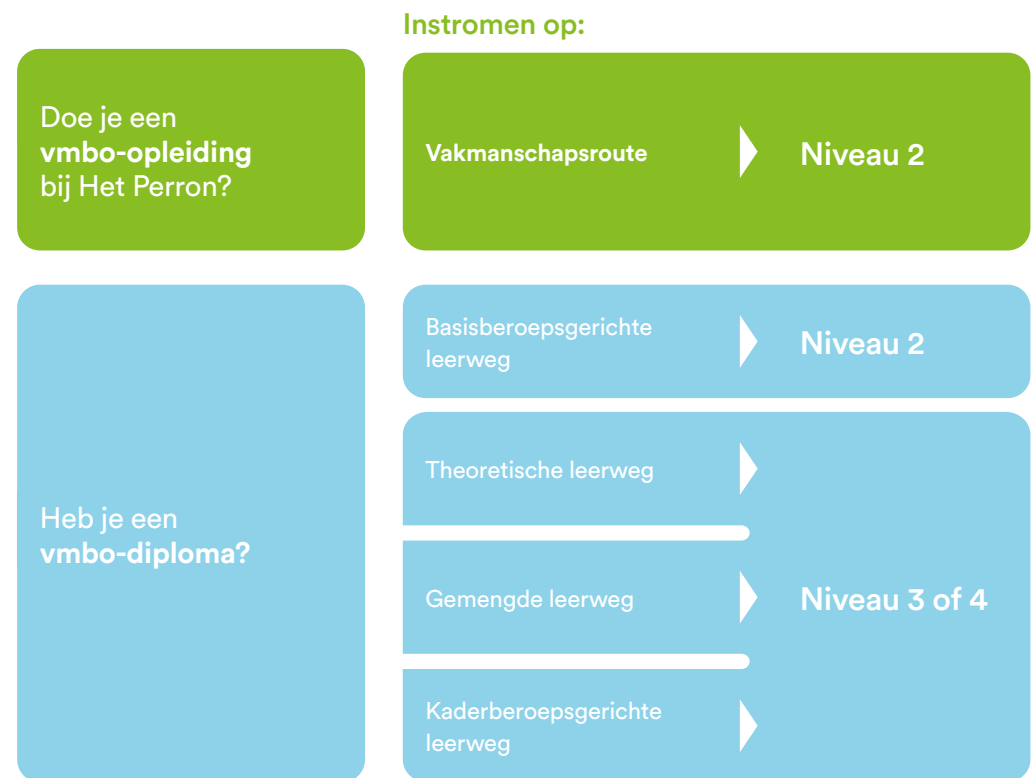 Instromen op:
Doe je een
vmbo-opleiding
bij Het Perron?
Vakmanschapsroute
Niveau 2
Heb je een
vmbo-diploma?
Basisberoepsgerichte
leerweg
Niveau 2
Theoretische leerweg
Gemengde leerweg
Kaderberoepsgerichte
leerweg
Niveau 3 of 4